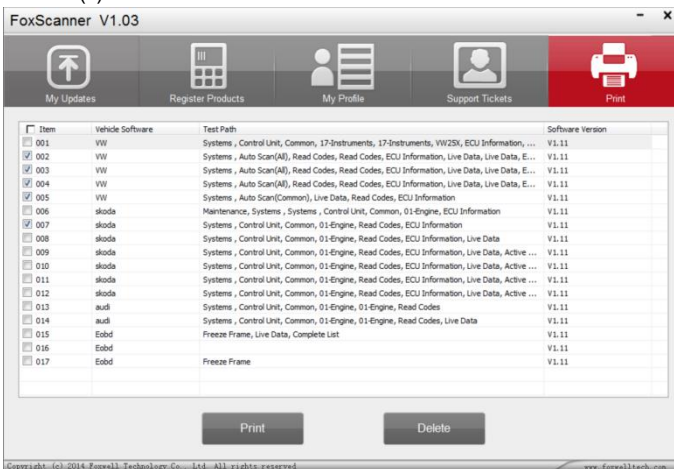 FoxScanner V1.03
My Updates Register Products My Profile Support Tickets Print
Item Vehicle Software Test Path Software Version
001 VW Systems , Control Unit, Common, 17-Instruments, 17-Instruments, VW25X, ECU Information, ... V1.11
002 VW Systems , Auto Scan(All), Read Codes, Read Codes, ECU Information, Live Data, Live Data, E... V1.11
003 VW Systems , Auto Scan(All), Read Codes, Read Codes, ECU Information, Live Data, Live Data, E... V1.11
004 VW Systems , Auto Scan(All), Read Codes, Read Codes, ECU Information, Live Data, Live Data, E... V1.11
005 VW Systems , Auto Scan(Common), Live Data, Read Codes, ECU Information V1.11
006 skoda Maintenance, Systems , Systems , Control Unit, Common, 01-Engine, ECU Information V1.11
007 skoda Systems , Control Unit, Common, 01-Engine, Read Codes, ECU Information V1.11
008 skoda Systems , Control Unit, Common, 01-Engine, Read Codes, ECU Information, Live Data V1.11
009 skoda Systems , Control Unit, Common, 01-Engine, Read Codes, ECU Information, Live Data, Active ... V1.11
010 skoda Systems , Control Unit, Common, 01-Engine, Read Codes, ECU Information, Live Data, Active ... V1.11
011 skoda Systems , Control Unit, Common, 01-Engine, Read Codes, ECU Information, Live Data, Active ... V1.11
012 skoda Systems , Control Unit, Common, 01-Engine, Read Codes, ECU Information, Live Data, Active ... V1.11
013 audi Systems , Control Unit, Common, 01-Engine, 01-Engine, Read Codes V1.11
014 audi Systems , Control Unit, Common, 01-Engine, 01-Engine, Read Codes, Live Data V1.11
015 Eobd Freeze Frame, Live Data, Complete List V1.11
016 Eobd V1.11
017 Eobd Freeze Frame V1.11
Print Delete
Copyright (c) 2014 Foxwell Technology Co., Ltd. All rights reserved www.foxwelltech.com